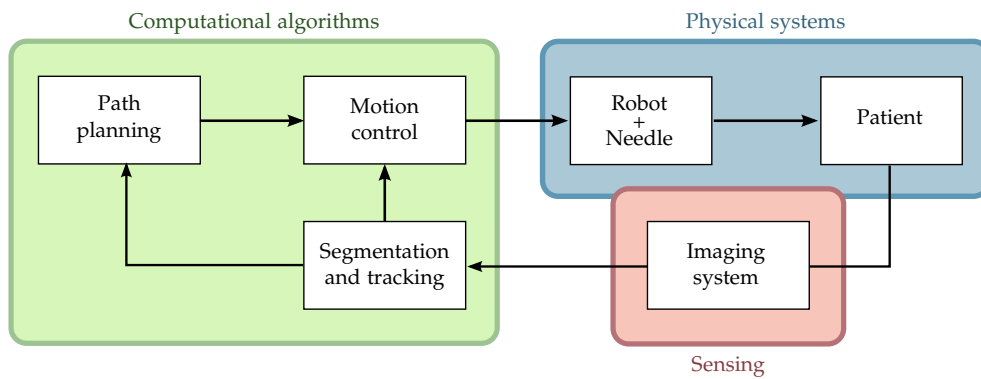 Computational algorithms
Physical systems
Path
planning
Motion
control
Robot
+
Needle
Patient
Segmentation
and tracking
Imaging
system
Sensing